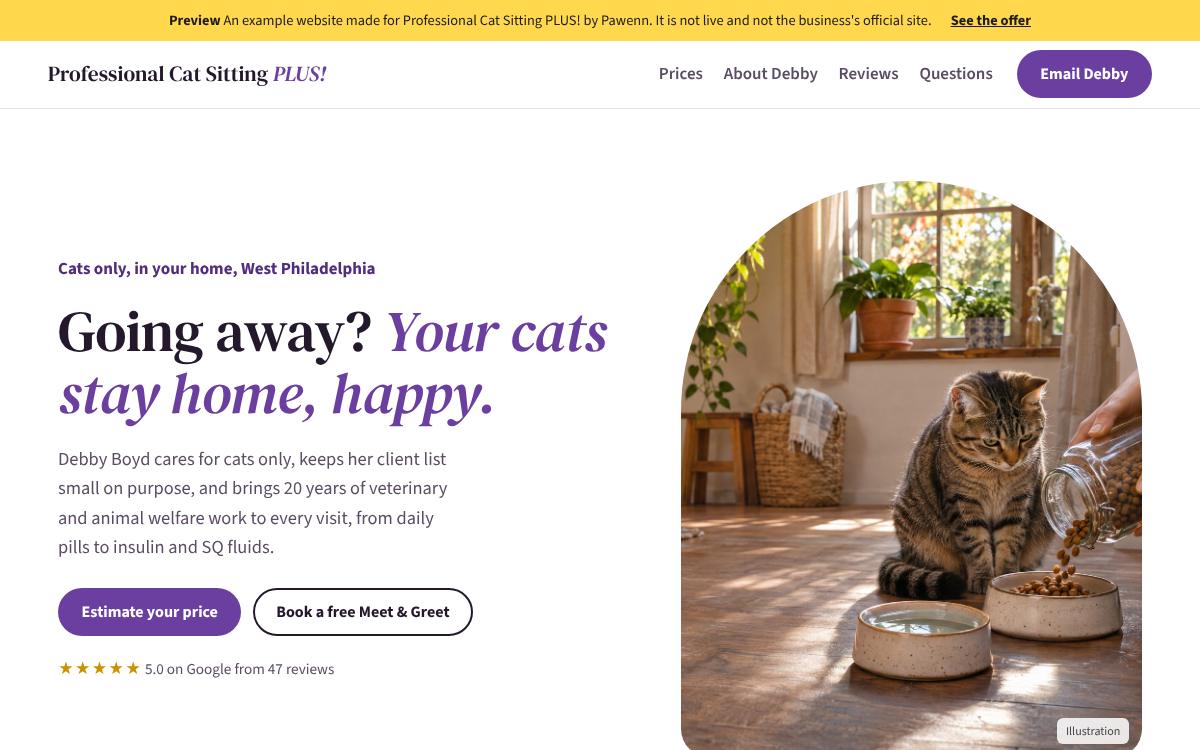 Preview An example website made for Professional Cat Sitting PLUS! by Pawenn. It is not live and not the business's official site. See the offer
Professional Cat Sitting PLUS!
Prices
About Debby
Reviews
Questions
Email Debby
Cats only, in your home, West Philadelphia
Going away? Your cats
stay home, happy.
Debby Boyd cares for cats only, keeps her client list
small on purpose, and brings 20 years of veterinary
and animal welfare work to every visit, from daily
pills to insulin and SQ fluids.
Estimate your price
Book a free Meet & Greet
★★★★★ 5.0 on Google from 47 reviews
Illustration